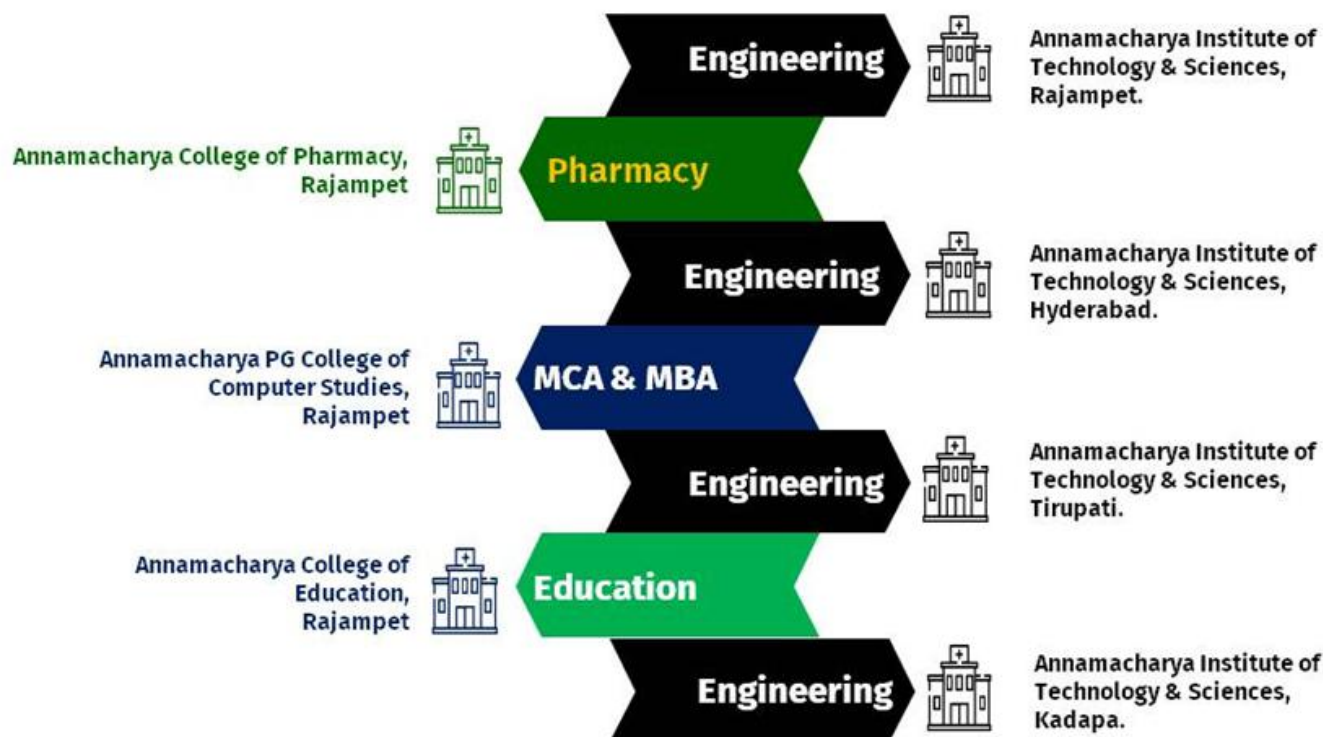 Engineering
Annamacharya Institute of
Technology & Sciences,
Rajampet.
Annamacharya College of Pharmacy,
Rajampet
Pharmacy
Engineering
Annamacharya Institute of
Technology & Sciences,
Hyderabad.
Annamacharya PG College of
Computer Studies,
Rajampet
MCA & MBA
Engineering
Annamacharya Institute of
Technology & Sciences,
Tirupati.
Annamacharya College of
Education,
Rajampet
Education
Engineering
Annamacharya Institute of
Technology & Sciences,
Kadapa.